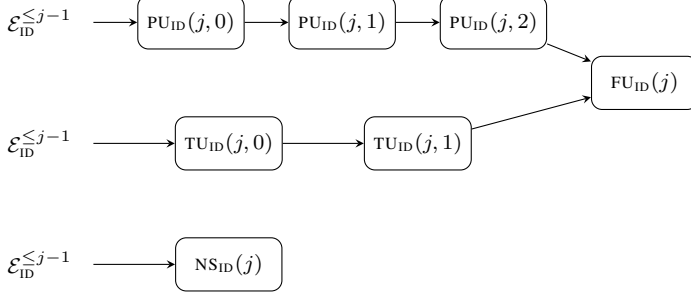 ℰ_ID^≤j−1 PU_ID(j, 0) PU_ID(j, 1) PU_ID(j, 2)
FU_ID(j)
ℰ_ID^≤j−1 TU_ID(j, 0) TU_ID(j, 1)
ℰ_ID^≤j−1 NS_ID(j)